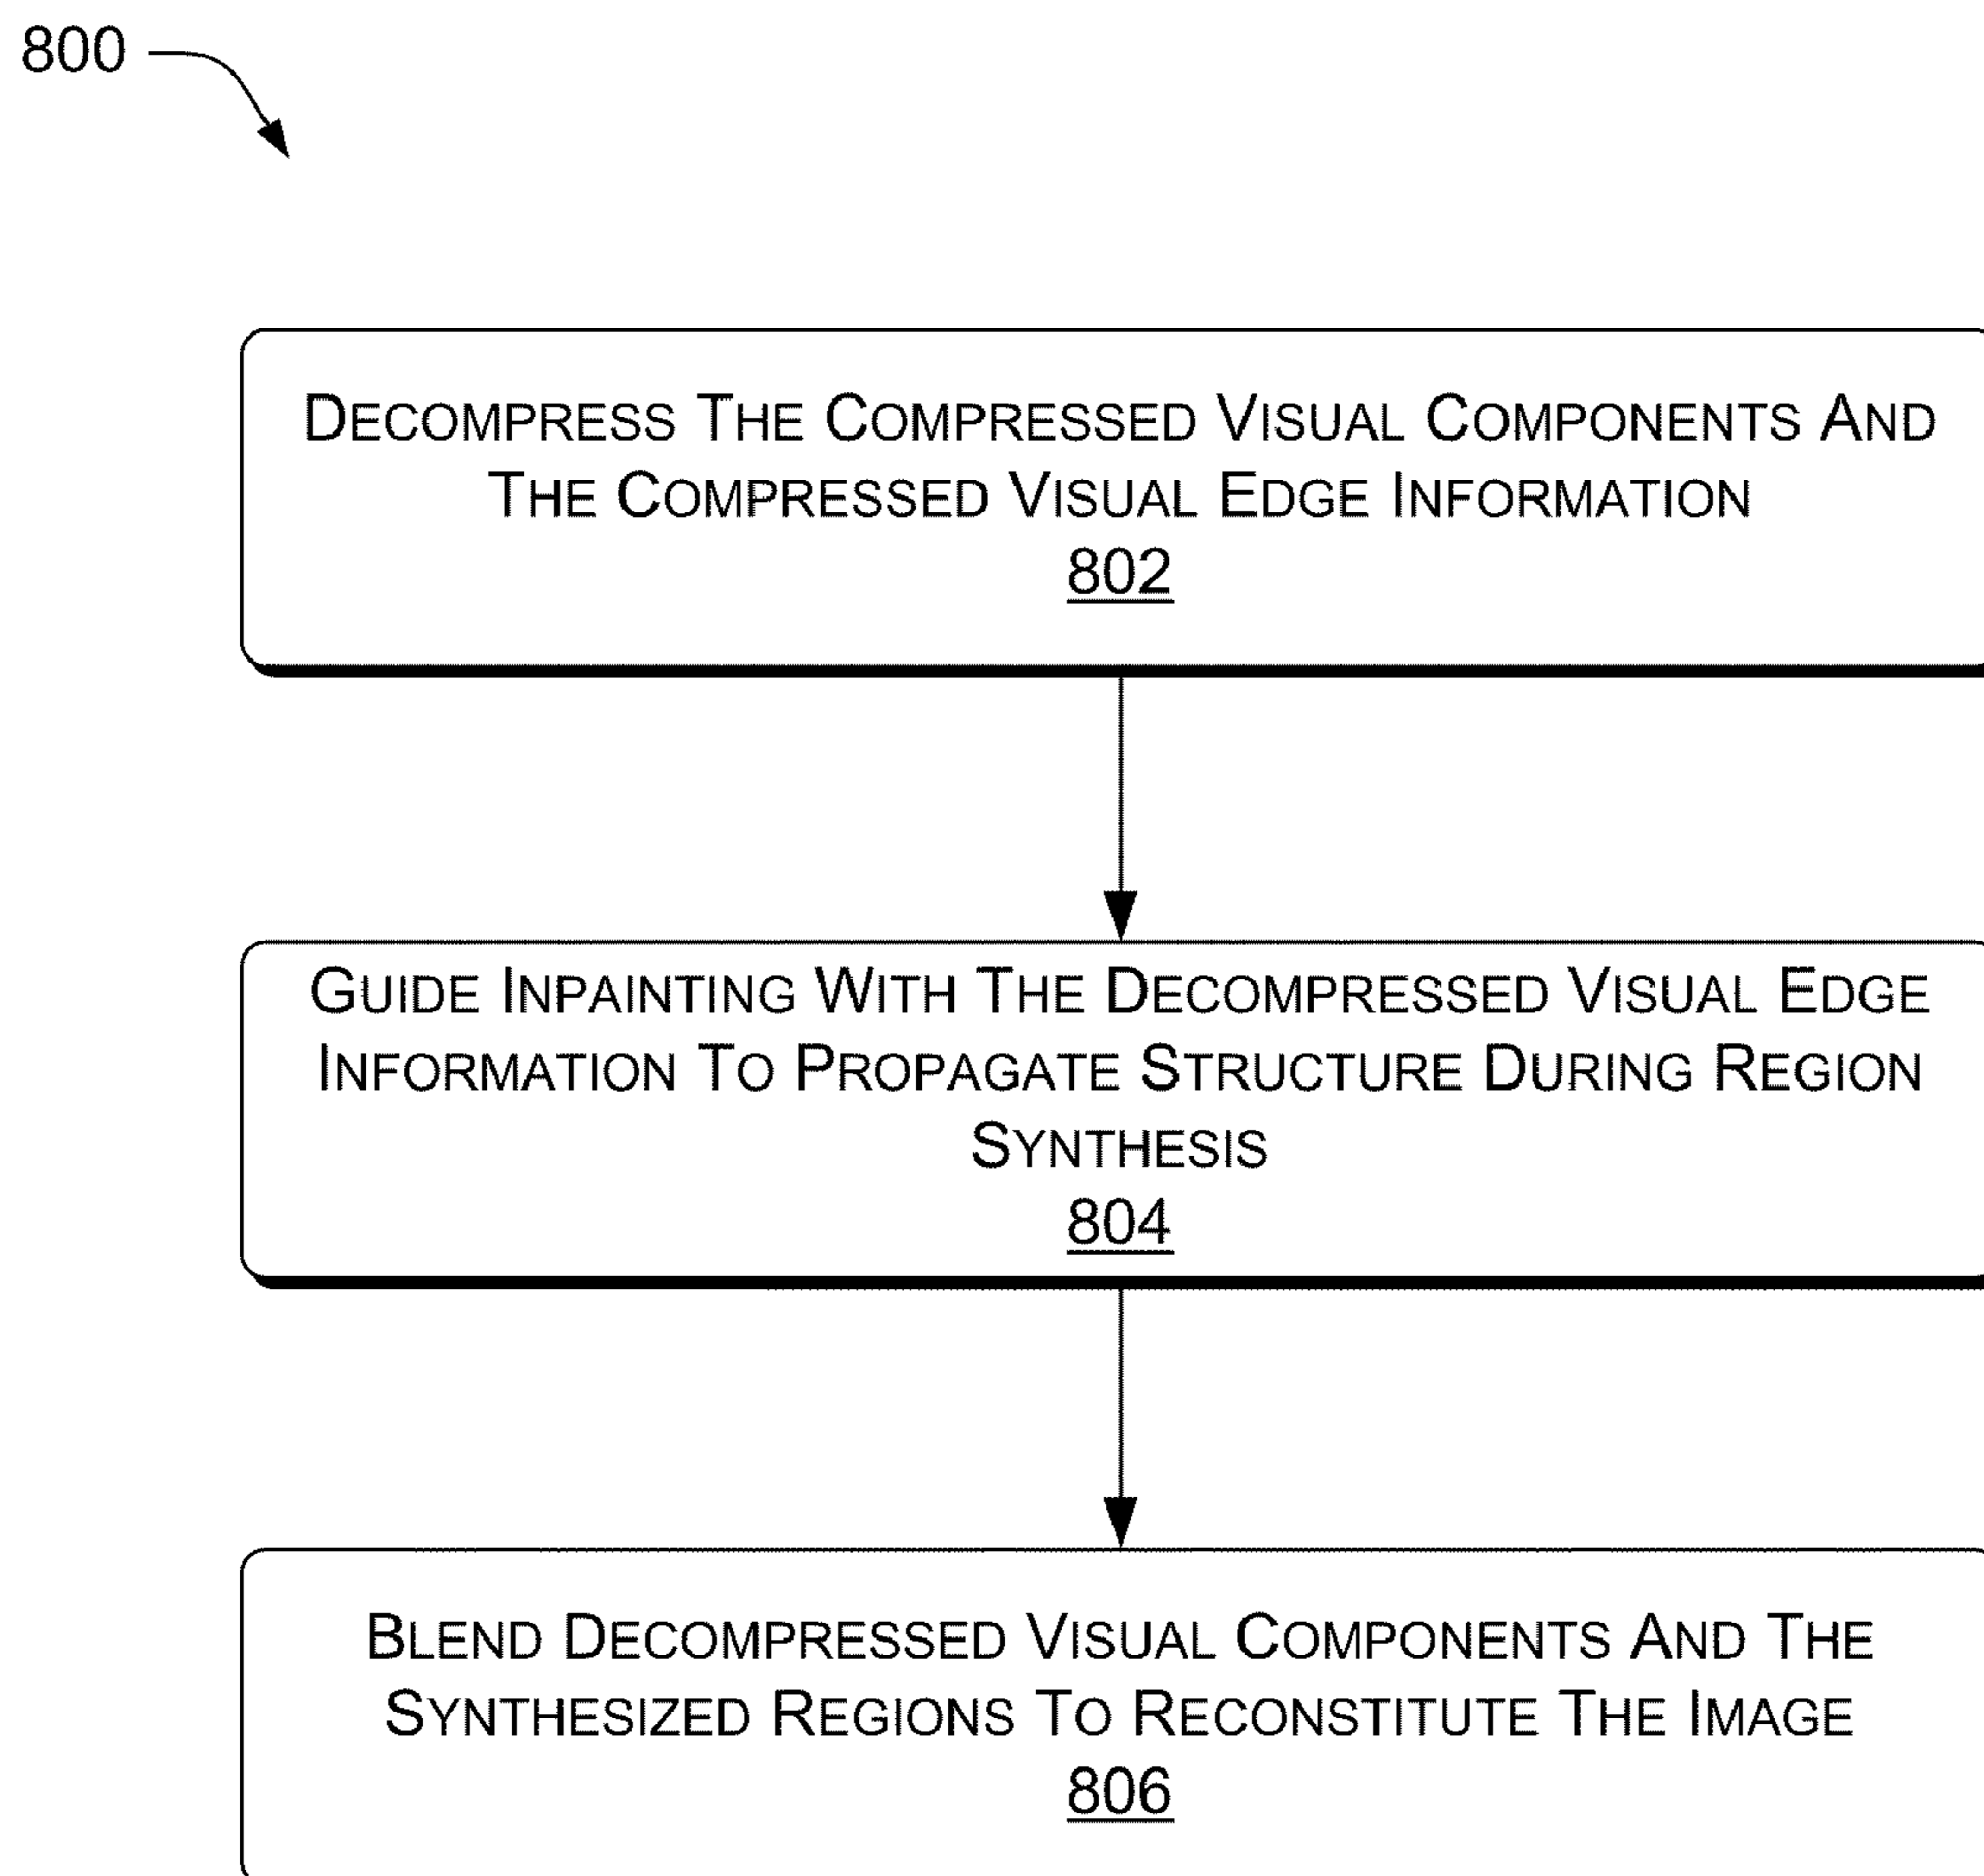 800
Decompress The Compressed Visual Components And
The Compressed Visual Edge Information
802
Guide Inpainting With The Decompressed Visual Edge
Information To Propagate Structure During Region
Synthesis
804
Blend Decompressed Visual Components And The
Synthesized Regions To Reconstitute The Image
806